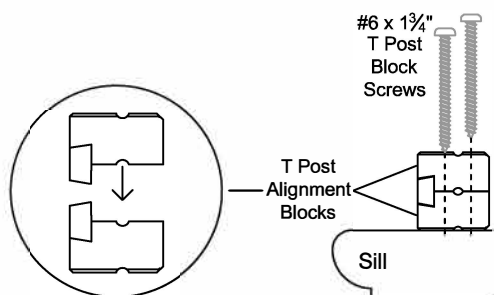 #6 x 1¾"
T Post
Block
Screws
T Post
Alignment
Blocks
Sill